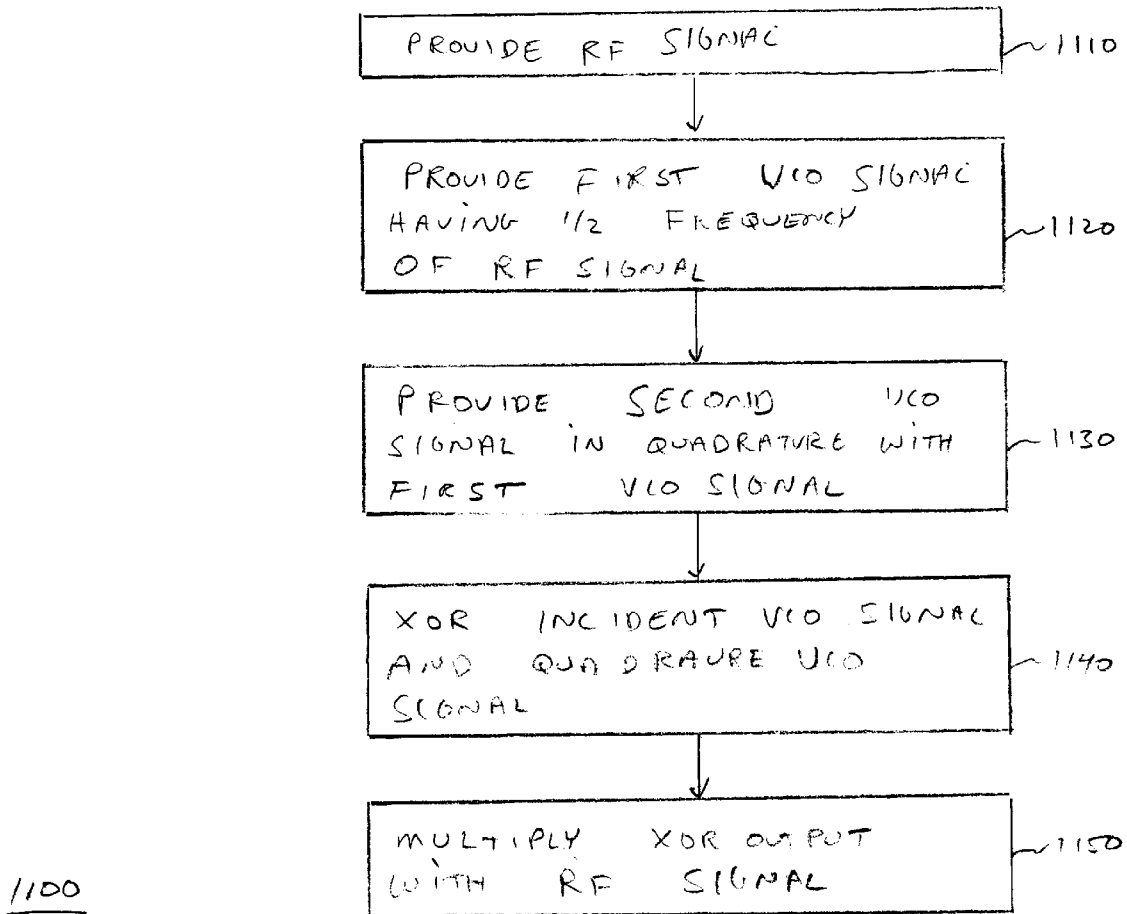 PROVIDE RF SIGNAL
1110
PROVIDE FIRST VCO SIGNAL
HAVING 1/2 FREQUENCY
OF RF SIGNAL
1120
PROVIDE SECOND VCO
SIGNAL IN QUADRATURE WITH
FIRST VCO SIGNAL
1130
XOR INCIDENT VCO SIGNAL
AND QUADRAURE VCO
SIGNAL
1140
MULTIPLY XOR OUTPUT
WITH RF SIGNAL
1150
1100